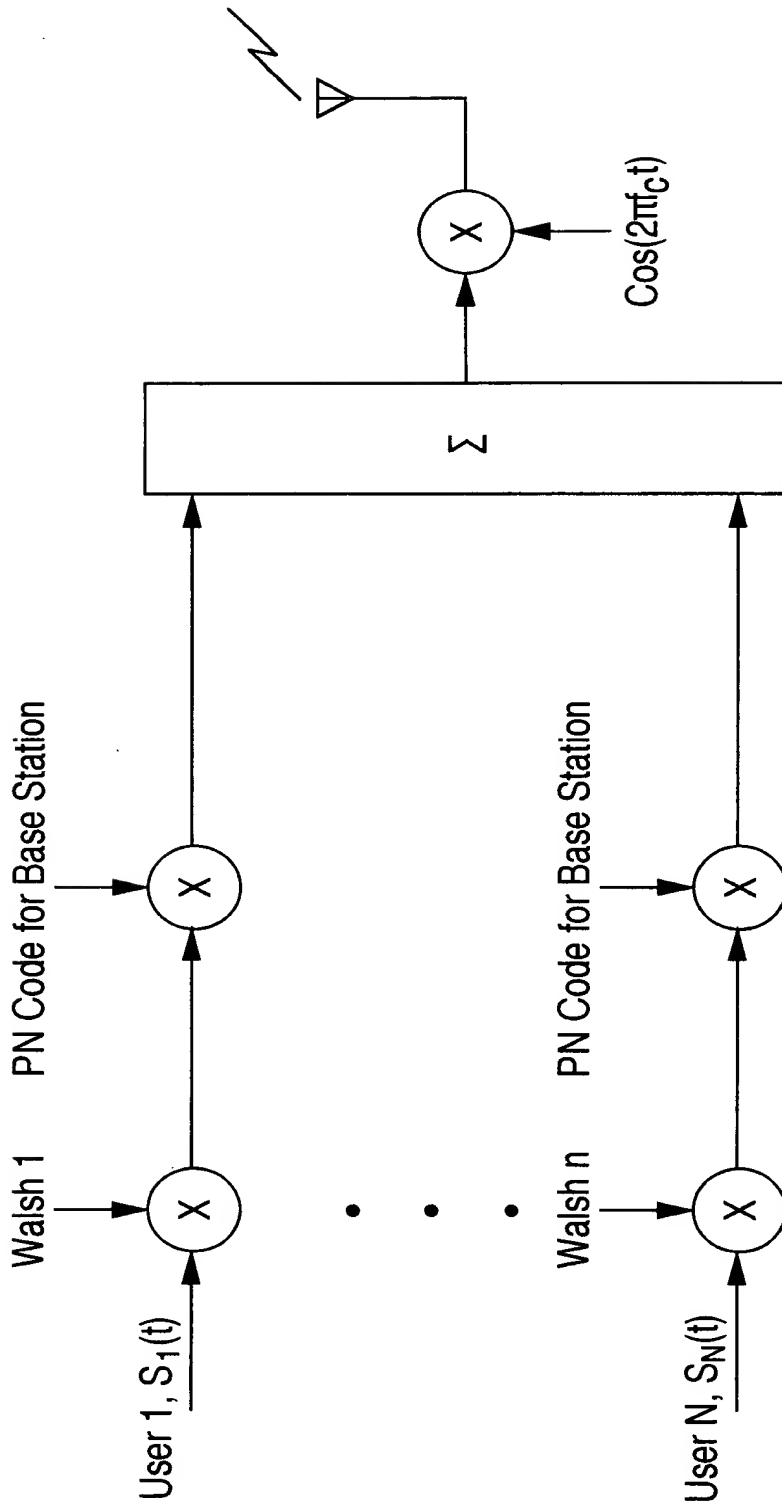 Walsh 1
PN Code for Base Station
User 1, S1(t)
X
X
Σ
X
Cos(2πfCt)
Walsh n
PN Code for Base Station
User N, SN(t)
X
X